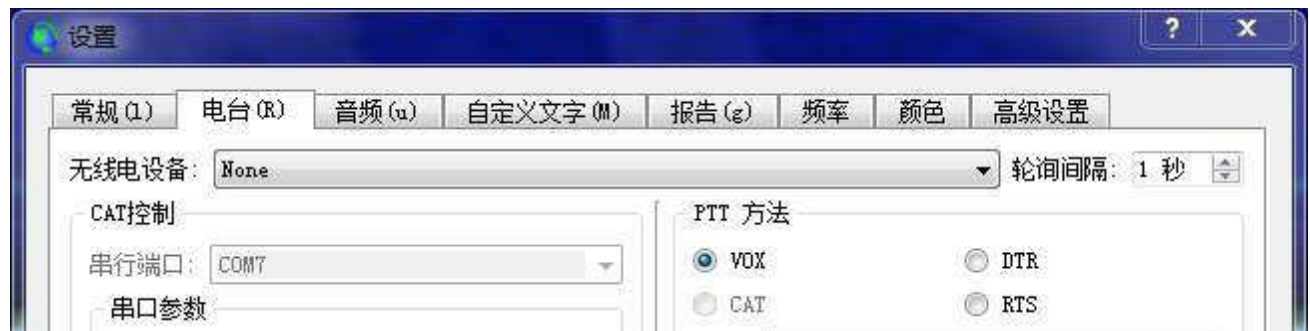 设置
常规(1) 电台(R) 音频(u) 自定义文字(M) 报告(g) 频率 颜色 高级设置
无线电设备: None 轮询间隔: 1 秒
CAT控制 PTT 方法
串行端口: COM7 VOX DTR
串口参数 CAT RTS